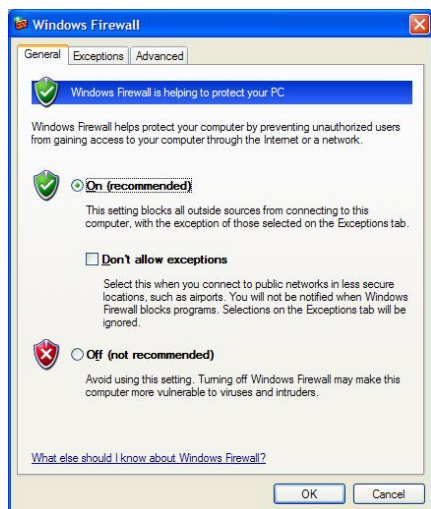 Windows Firewall
General Exceptions Advanced
Windows Firewall is helping to protect your PC
Windows Firewall helps protect your computer by preventing unauthorized users
from gaining access to your computer through the Internet or a network.
On (recommended)
This setting blocks all outside sources from connecting to this
computer, with the exception of those selected on the Exceptions tab.
Don't allow exceptions
Select this when you connect to public networks in less secure
locations, such as airports. You will not be notified when Windows
Firewall blocks programs. Selections on the Exceptions tab will be
ignored.
Off (not recommended)
Avoid using this setting. Turning off Windows Firewall may make this
computer more vulnerable to viruses and intruders.
What else should I know about Windows Firewall?
OK Cancel